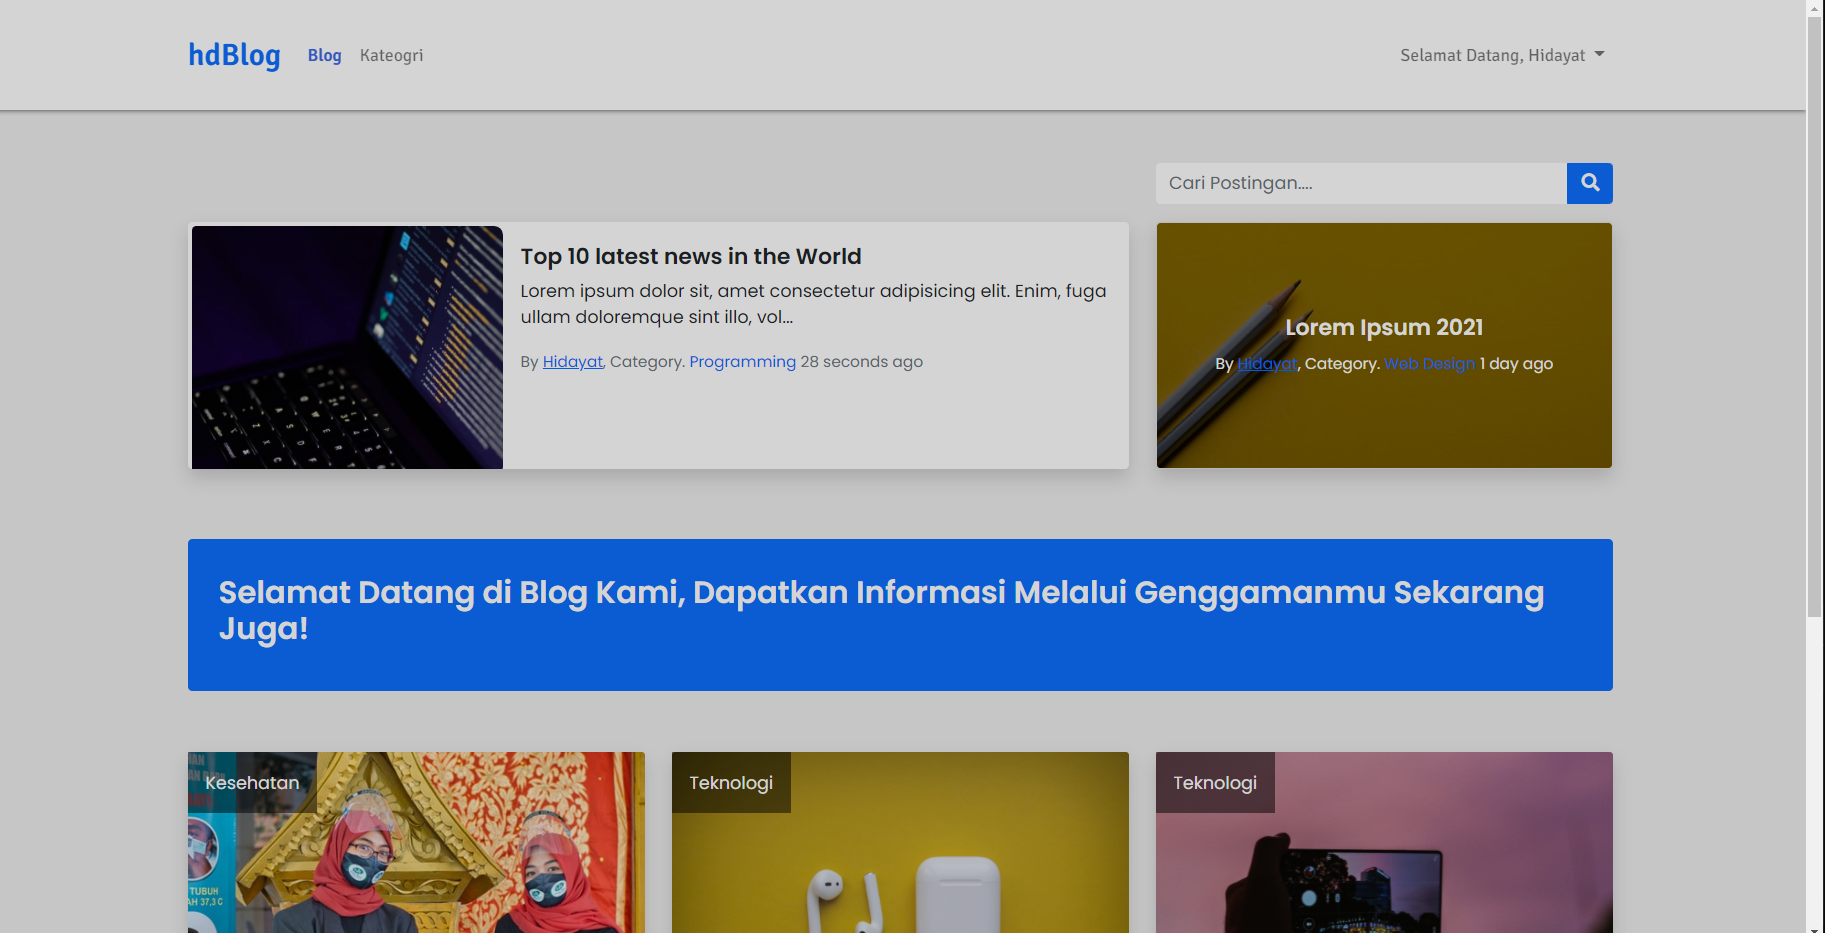 hdBlog
Blog
Kateogri
Selamat Datang, Hidayat
Cari Postingan....
Top 10 latest news in the World
Lorem ipsum dolor sit, amet consectetur adipisicing elit. Enim, fuga
ullam doloremque sint illo, vol...
By Hidayat, Category. Programming 28 seconds ago
Lorem Ipsum 2021
By Hidayat, Category. Web Design 1 day ago
Selamat Datang di Blog Kami, Dapatkan Informasi Melalui Genggamanmu Sekarang
Juga!
Kesehatan
TUBUH
37,3 C
Teknologi
Teknologi